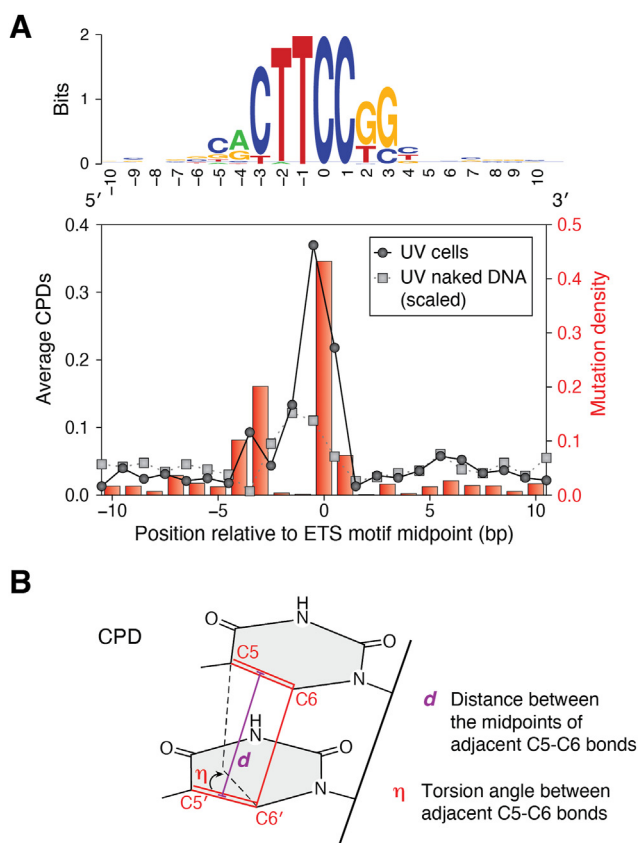 A
2
1
0
Bits
CACTTCCGG
TTC
-10 -9 -8 -7 -6 -5 -4 -3 -2 -1 0 1 2 3 4 5 6 7 8 9 10
5′ 3′
0.4 0.5
UV cells
UV naked DNA
(scaled)
0.3 0.4
0.3
0.2
0.2
0.1
0.1
0.0 0.0
Average CPDs
Mutation density
−10 −5 0 5 10
Position relative to ETS motif midpoint (bp)
B
CPD
H
O N O
C5
N
C6
H
O N O
d
η
N
C5′
C6′
d Distance between
the midpoints of
adjacent C5-C6 bonds
η Torsion angle between
adjacent C5-C6 bonds